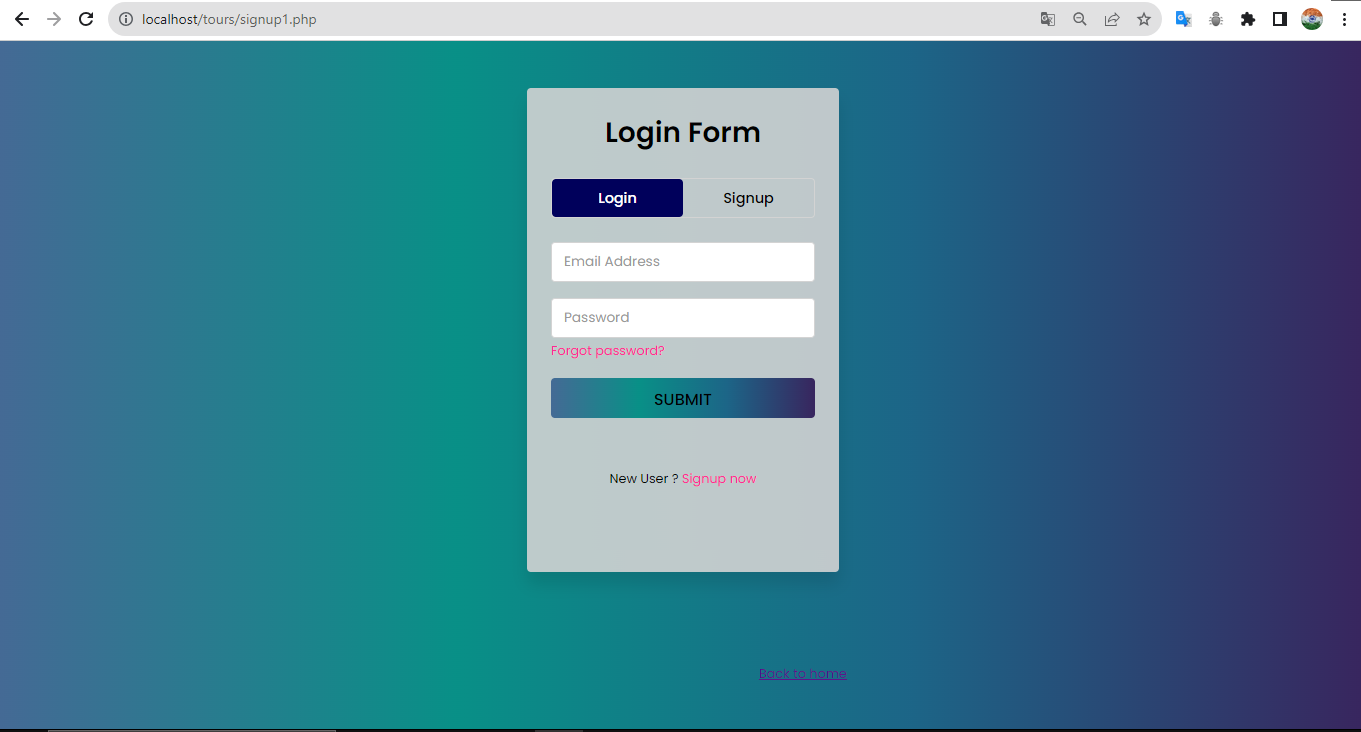 localhost/tours/signup1.php
Login Form
Login Signup
Email Address
Password
Forgot password?
SUBMIT
New User ? Signup now
Back to home